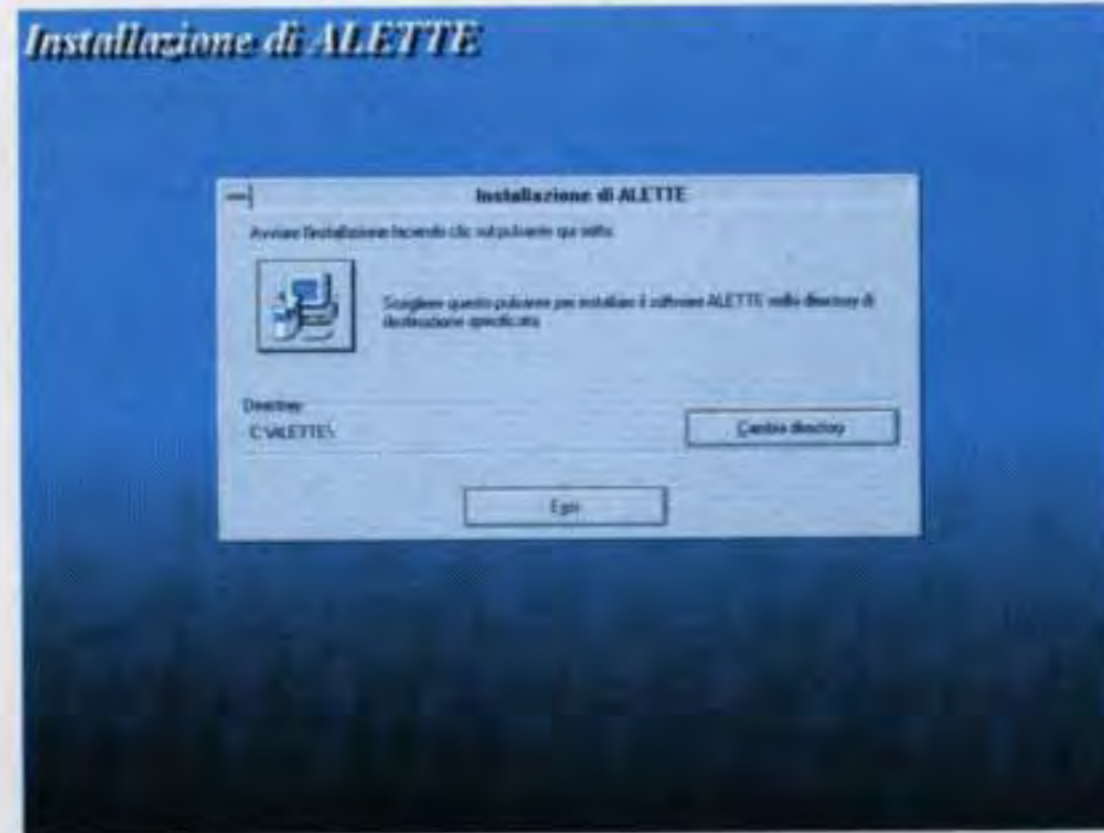 Installazione di ALETTE
Installazione di ALETTE
Avviare l'installazione facendo clic sul pulsante qui sotto.
Scegliere questo pulsante per installare il software ALETTE nella directory di
destinazione specificata.
Directory:
C:\ALETTE\
Cambia directory
Esci